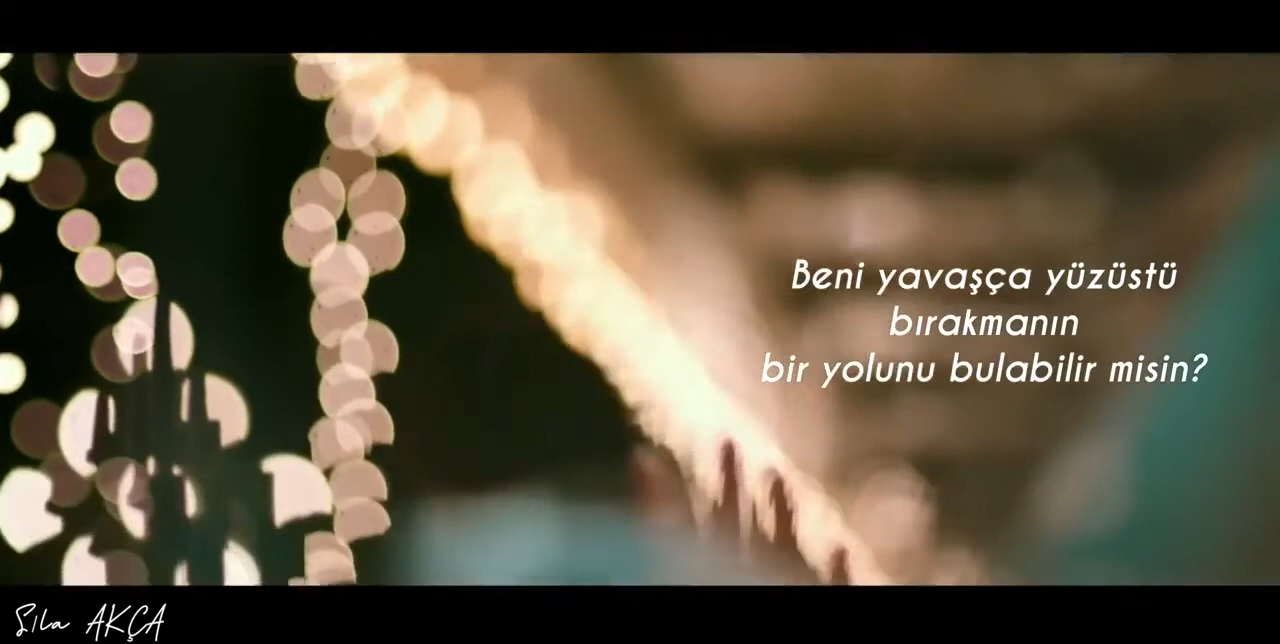 Beni yavaşça yüzüstü
bırakmanın
bir yolunu bulabilir misin?
Sıla AKÇA